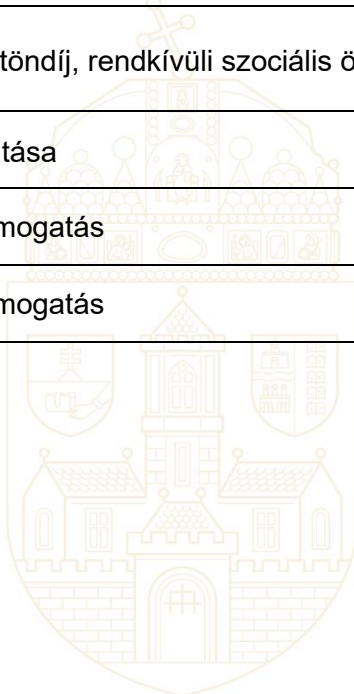 töndíj, rendkívüli szociális ö
tása
mogatás
mogatás